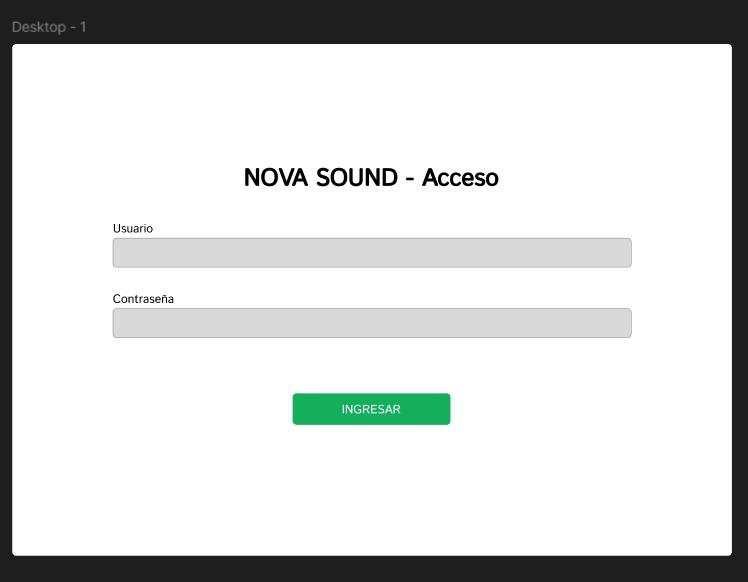 Desktop - 1
NOVA SOUND - Acceso
Usuario
Contraseña
INGRESAR